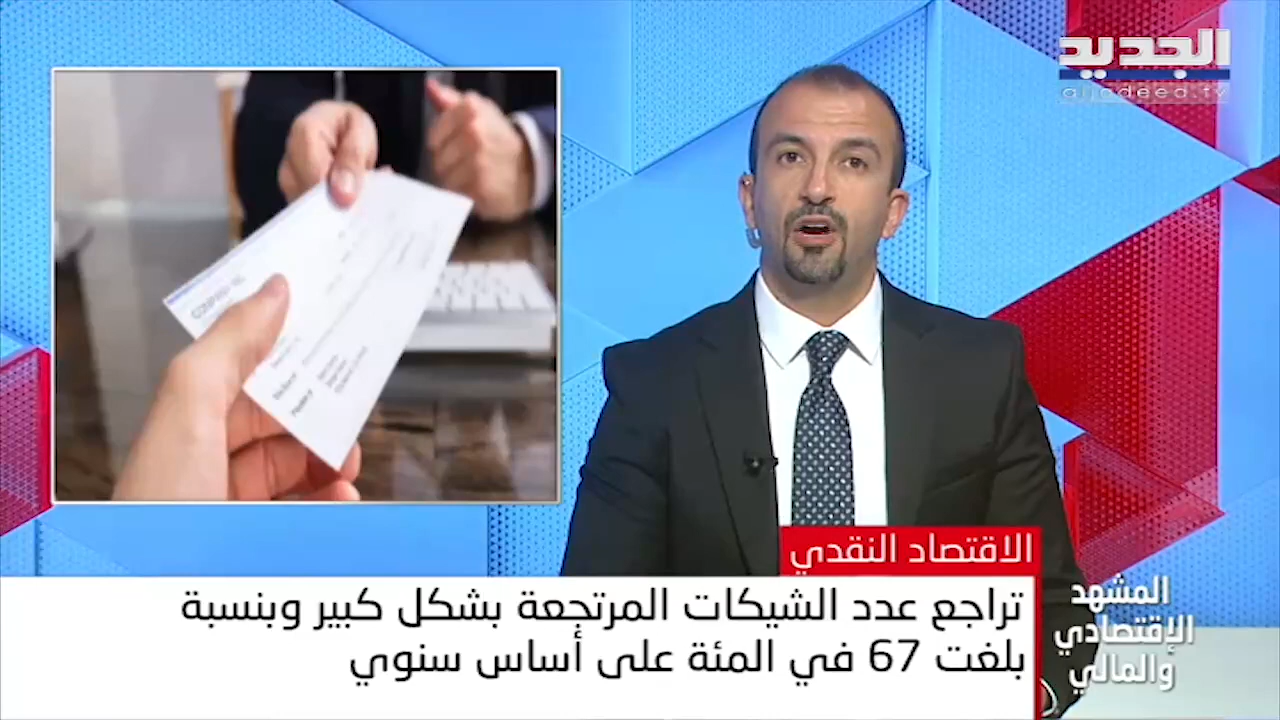 الجديد
aljadeed.tv
الاقتصاد النقدي
تراجع عدد الشيكات المرتجعة بشكل كبير وبنسبة
بلغت 67 في المئة على أساس سنوي
المشهد
الإقتصادي
والمالي